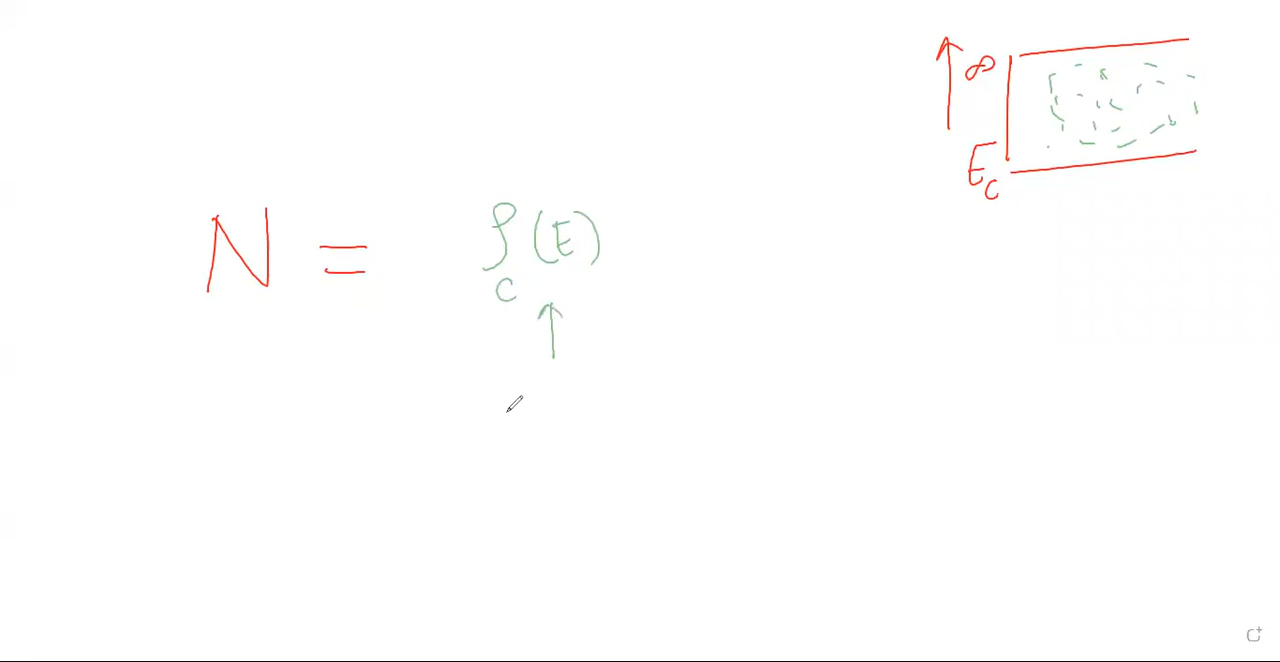 ∞
E_c
N = ρ_c (E)